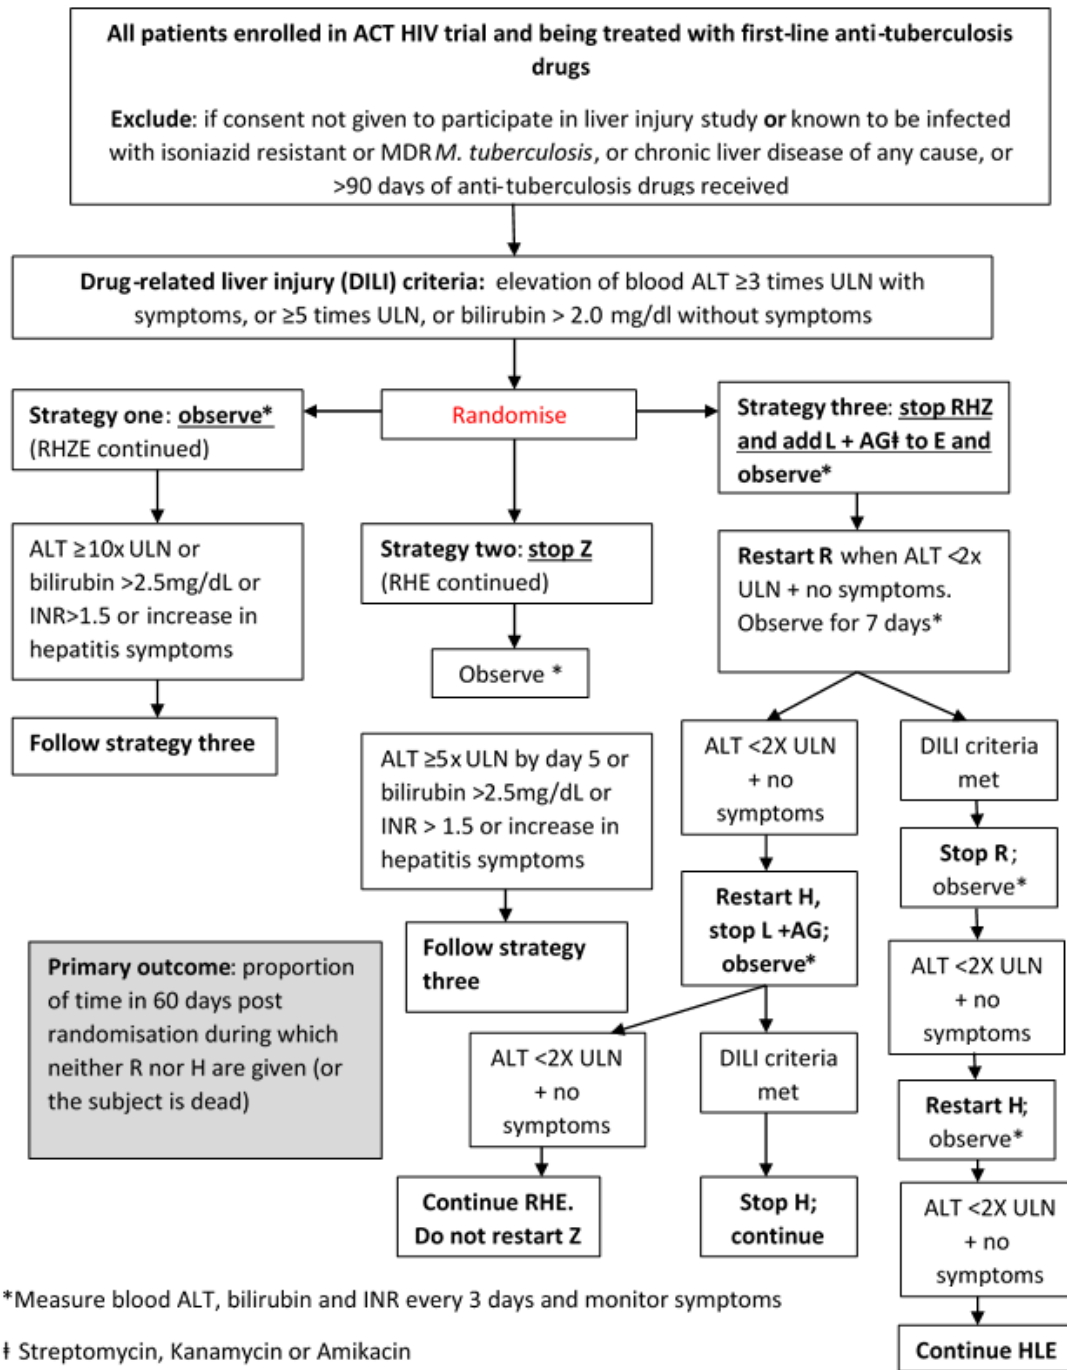 All patients enrolled in ACT HIV trial and being treated with first-line anti-tuberculosis
drugs
Exclude: if consent not given to participate in liver injury study or known to be infected
with isoniazid resistant or MDR M. tuberculosis, or chronic liver disease of any cause, or
>90 days of anti-tuberculosis drugs received
Drug-related liver injury (DILI) criteria: elevation of blood ALT ≥3 times ULN with
symptoms, or ≥5 times ULN, or bilirubin > 2.0 mg/dl without symptoms
Strategy one: observe*
(RHZE continued)
Randomise
Strategy three: stop RHZ
and add L + AGǂ to E and
observe*
ALT ≥10x ULN or
bilirubin >2.5mg/dL or
INR>1.5 or increase in
hepatitis symptoms
Follow strategy three
Strategy two: stop Z
(RHE continued)
Observe *
ALT ≥5x ULN by day 5 or
bilirubin >2.5mg/dL or
INR > 1.5 or increase in
hepatitis symptoms
Follow strategy
three
Restart R when ALT <2x
ULN + no symptoms.
Observe for 7 days*
ALT <2X ULN
+ no
symptoms
Restart H,
stop L +AG;
observe*
ALT <2X ULN
+ no
symptoms
Continue RHE.
Do not restart Z
DILI criteria
met
Stop H;
continue
DILI criteria
met
Stop R;
observe*
ALT <2X ULN
+ no
symptoms
Restart H;
observe*
ALT <2X ULN
+ no
symptoms
Continue HLE
Primary outcome: proportion
of time in 60 days post
randomisation during which
neither R nor H are given (or
the subject is dead)
*Measure blood ALT, bilirubin and INR every 3 days and monitor symptoms
ǂ Streptomycin, Kanamycin or Amikacin